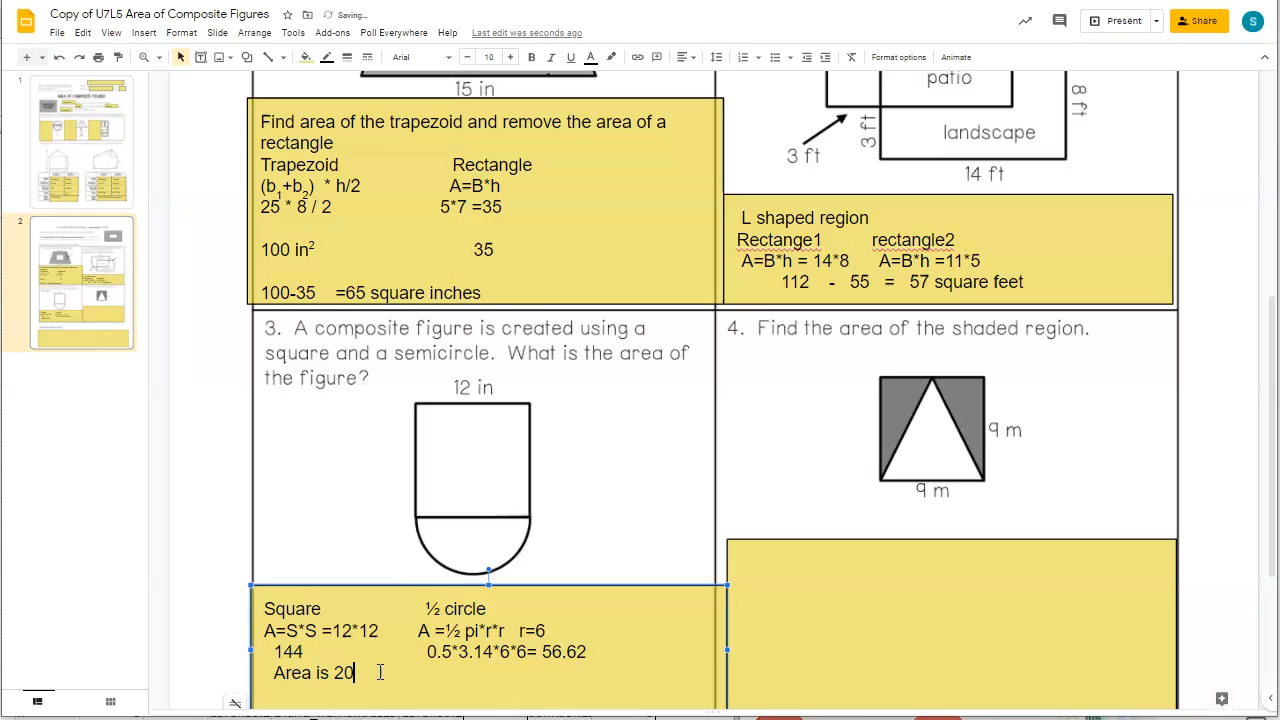 Copy of U7L5 Area of Composite Figures
Saving...
File Edit View Insert Format Slide Arrange Tools Add-ons Poll Everywhere Help Last edit was seconds ago
Present
Share
S
Arial
10
Format options
Animate
1
2
15 in
Find area of the trapezoid and remove the area of a
rectangle
Trapezoid Rectangle
(b1+b2) * h/2 A=B*h
25 * 8 / 2 5*7 =35
100 in² 35
100-35 =65 square inches
patio
8 ft
3 ft
landscape
3 ft
14 ft
L shaped region
Rectange1 rectangle2
A=B*h = 14*8 A=B*h =11*5
112 - 55 = 57 square feet
3. A composite figure is created using a
square and a semicircle. What is the area of
the figure?
12 in
Square ½ circle
A=S*S =12*12 A =½ pi*r*r r=6
144 0.5*3.14*6*6= 56.62
Area is 20
4. Find the area of the shaded region.
9 m
9 m